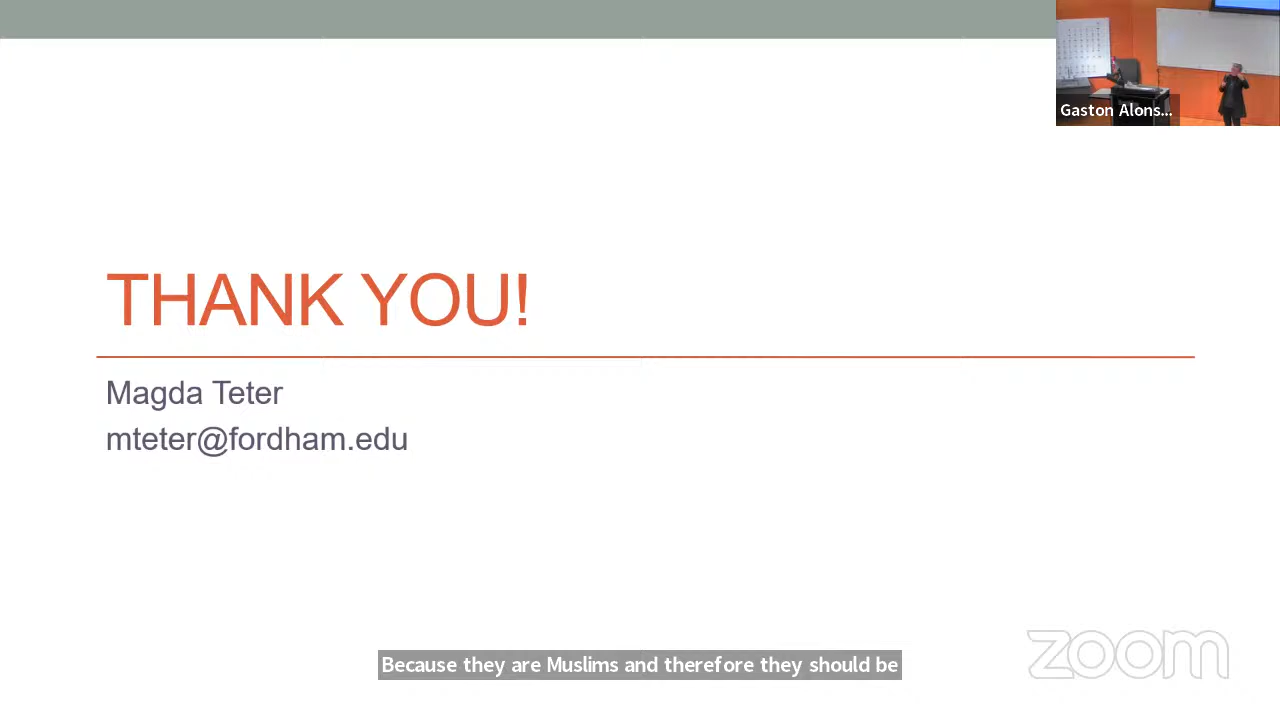 Gaston Alons...
THANK YOU!
Magda Teter
mteter@fordham.edu
Because they are Muslims and therefore they should be
zoom